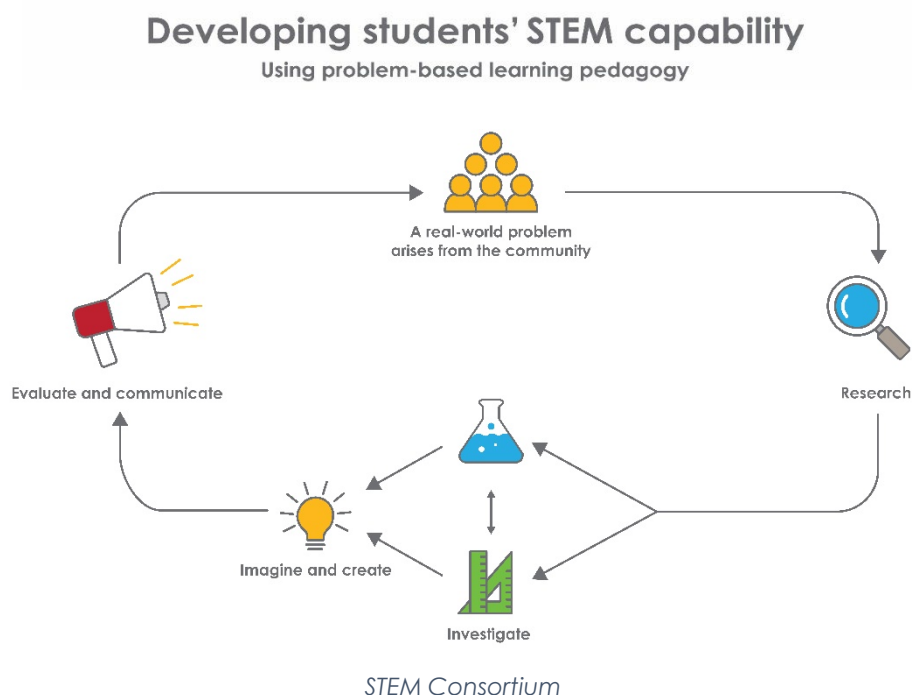 Developing students' STEM capability
Using problem-based learning pedagogy
A real-world problem
arises from the community
Evaluate and communicate
Research
Imagine and create
Investigate
STEM Consortium